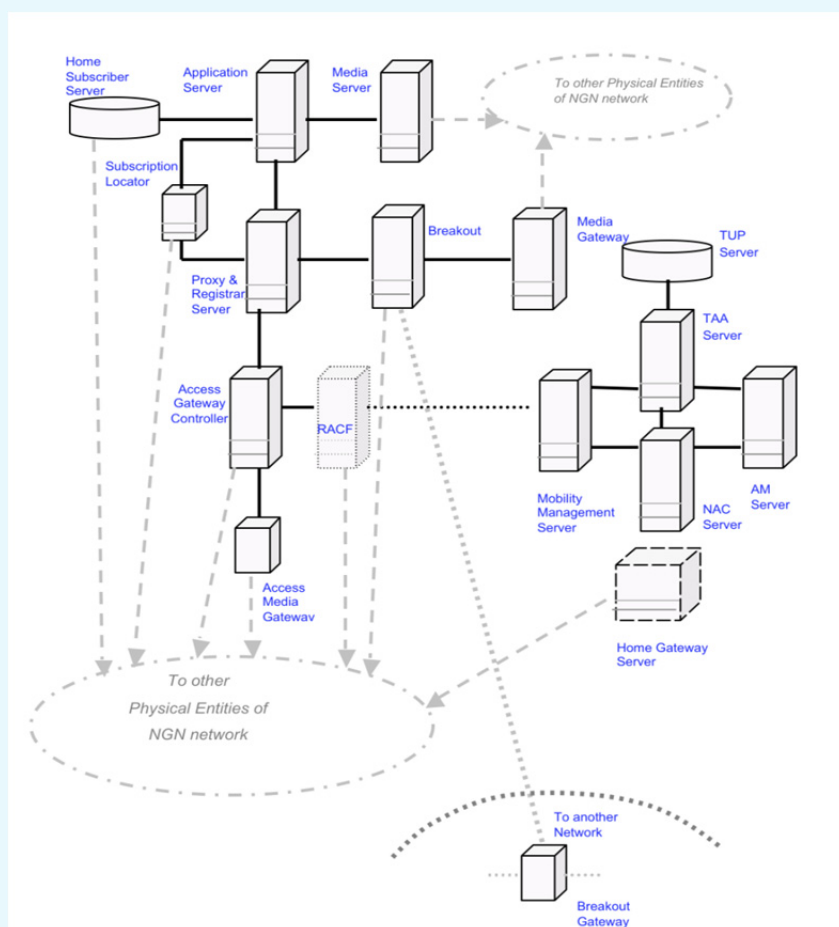 Home
Subscriber
Server
Application
Server
Media
Server
To other Physical Entities
of NGN network
Subscription
Locator
Proxy &
Registrar
Server
Breakout
Media
Gateway
TUP
Server
TAA
Server
Access
Gateway
Controller
RACF
Mobility
Management
Server
NAC
Server
AM
Server
Access
Media
Gateway
Home Gateway
Server
To other
Physical Entities of
NGN network
To another
Network
Breakout
Gateway